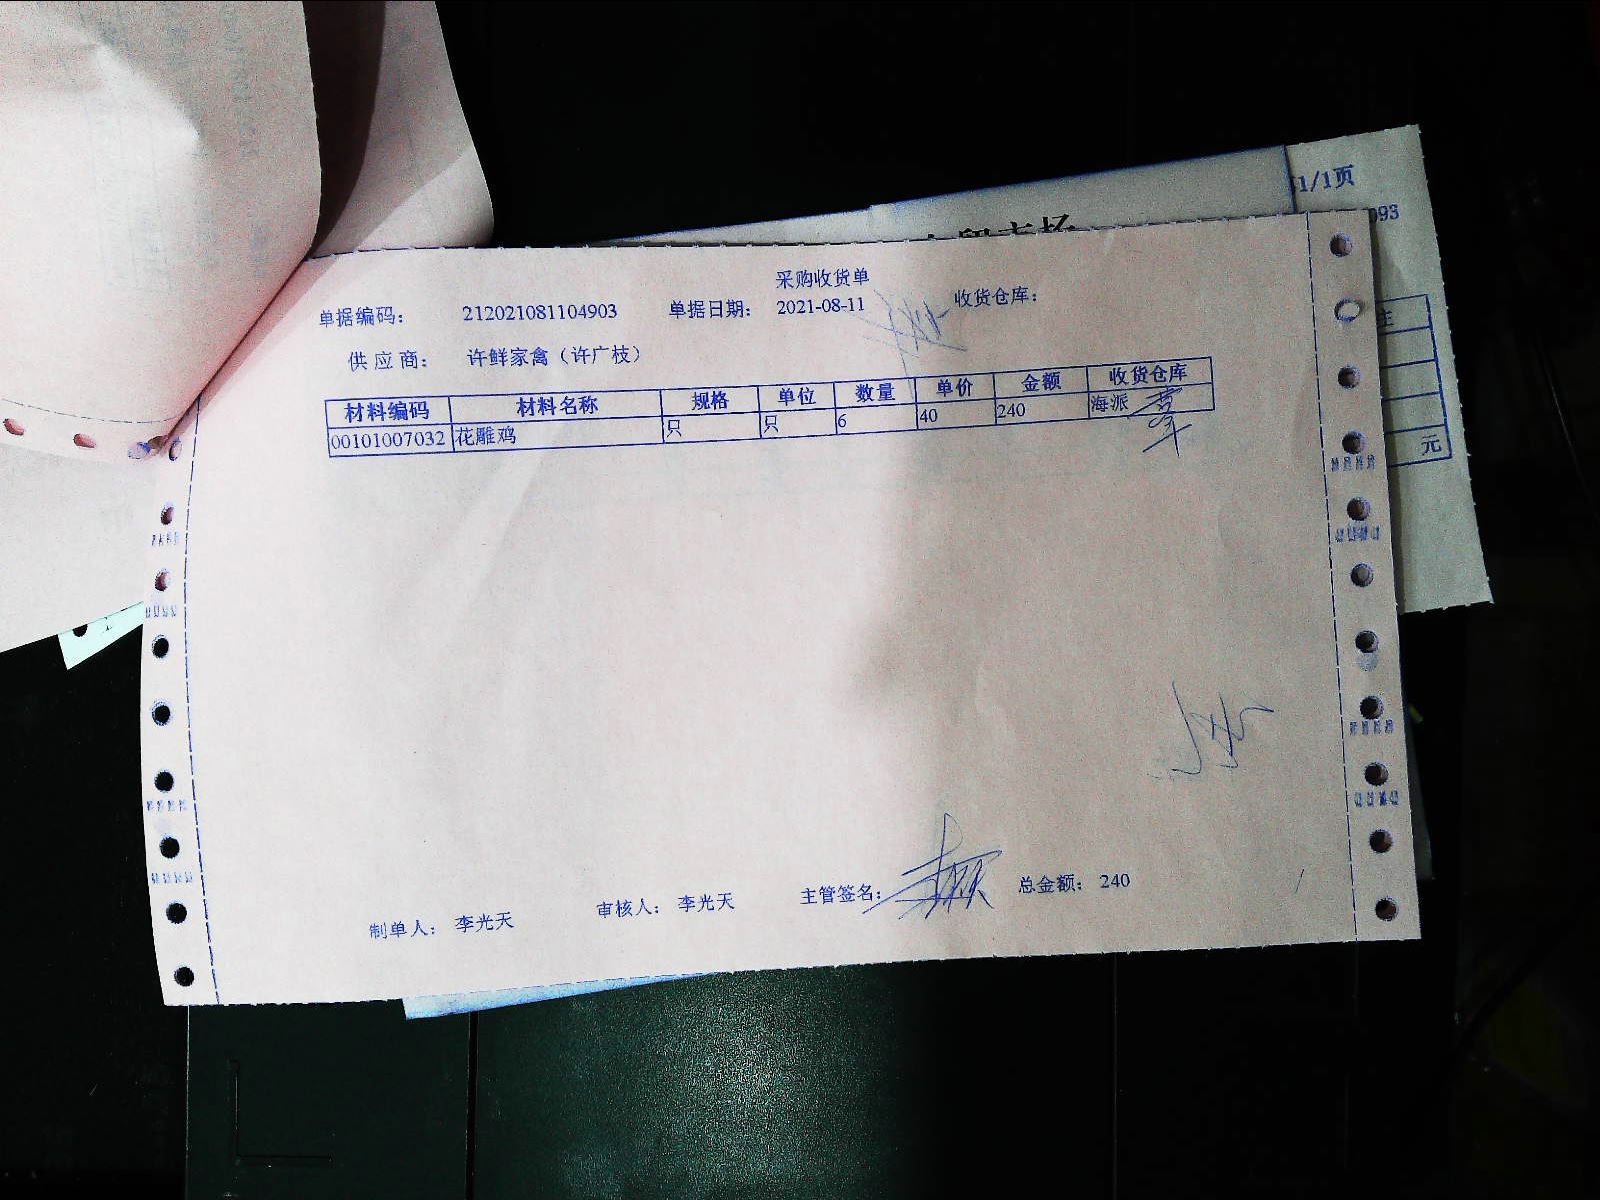 1/1页
093
采购收货单
单据编码： 212021081104903 单据日期： 2021-08-11 收货仓库：
供 应 商： 许鲜家禽（许广枝）
材料编码 材料名称 规格 单位 数量 单价 金额 收货仓库
00101007032 花雕鸡 只 只 6 40 240 海派
元
制单人： 李光天 审核人： 李光天 主管签名： 总金额： 240